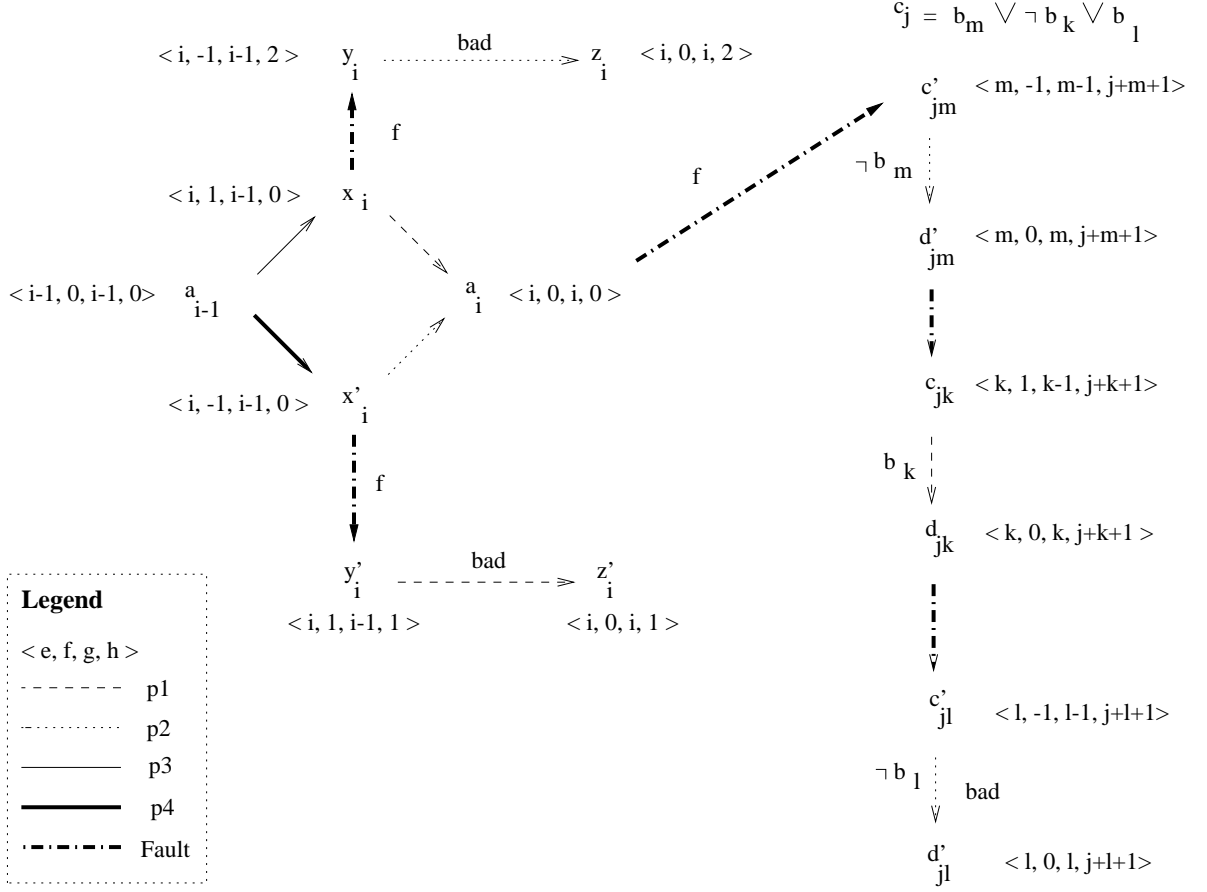 c_j = b_m ∨ ¬ b_k ∨ b_l
< i, -1, i-1, 2 > y_i bad z_i < i, 0, i, 2 >
c'_jm < m, -1, m-1, j+m+1>
f
¬ b_m
f
< i, 1, i-1, 0 > x_i
d'_jm < m, 0, m, j+m+1>
< i-1, 0, i-1, 0> a_i-1 a_i < i, 0, i, 0 >
c_jk < k, 1, k-1, j+k+1>
< i, -1, i-1, 0 > x'_i
b_k
f
d_jk < k, 0, k, j+k+1 >
bad
y'_i z'_i
< i, 1, i-1, 1 > < i, 0, i, 1 >
c'_jl < l, -1, l-1, j+l+1>
¬ b_l bad
d'_jl < l, 0, l, j+l+1>
Legend
< e, f, g, h >
p1
p2
p3
p4
Fault